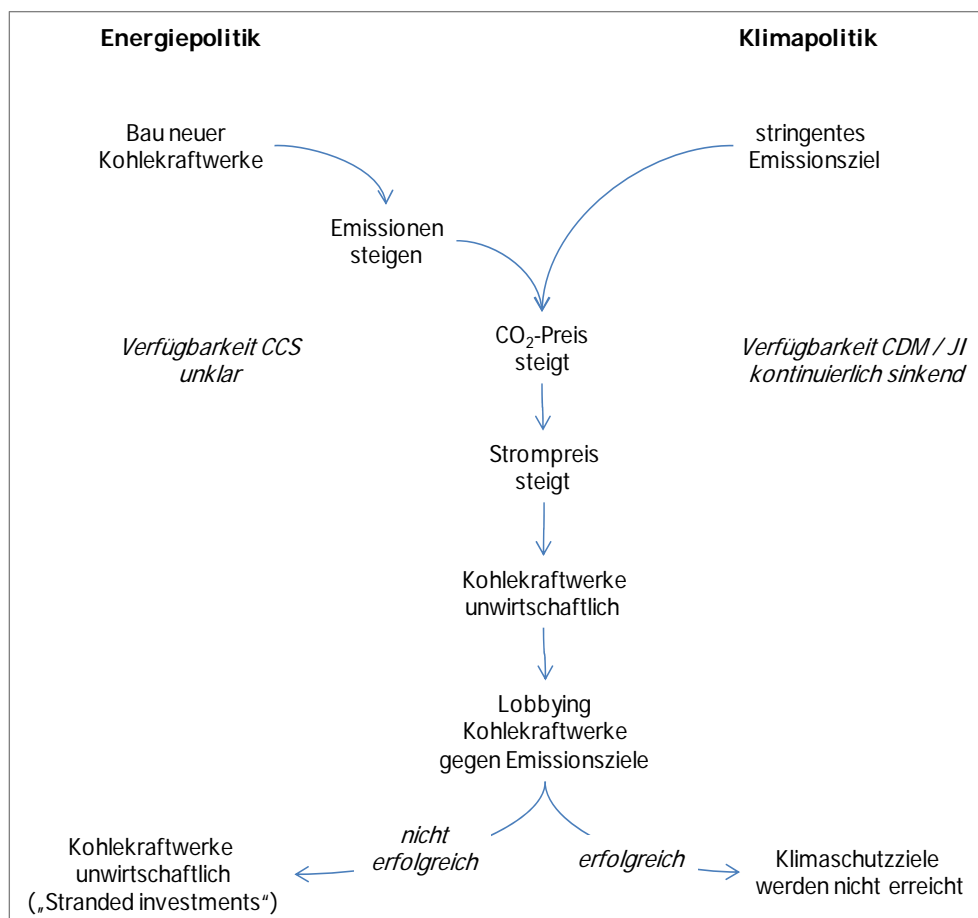 Energiepolitik
Klimapolitik
Bau neuer
Kohlekraftwerke
stringentes
Emissionsziel
Emissionen
steigen
Verfügbarkeit CCS
unklar
CO₂-Preis
steigt
Verfügbarkeit CDM / JI
kontinuierlich sinkend
Strompreis
steigt
Kohlekraftwerke
unwirtschaftlich
Lobbying
Kohlekraftwerke
gegen Emissionsziele
nicht
erfolgreich
erfolgreich
Kohlekraftwerke
unwirtschaftlich
(„Stranded investments“)
Klimaschutzziele
werden nicht erreicht